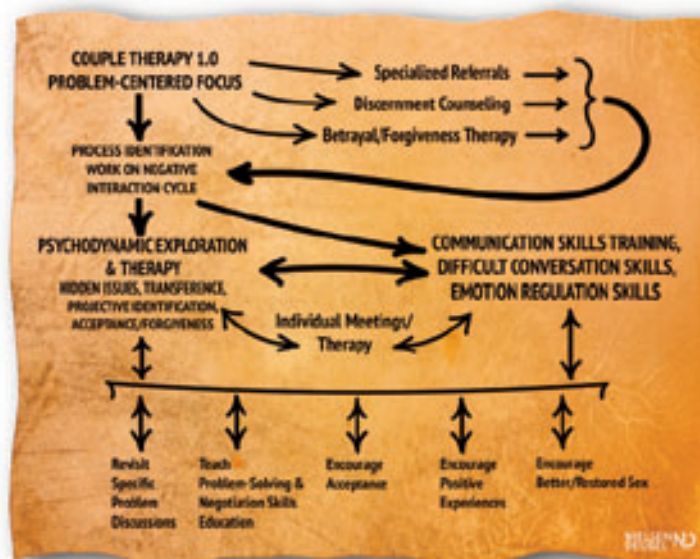 COUPLE THERAPY 1.0
PROBLEM-CENTERED FOCUS
Specialized Referrals
Discernment Counseling
Betrayal/Forgiveness Therapy
PROCESS IDENTIFICATION
WORK ON NEGATIVE
INTERACTION CYCLE
PSYCHODYNAMIC EXPLORATION
& THERAPY
HIDDEN ISSUES, TRANSFERENCE,
PROJECTIVE IDENTIFICATION,
ACCEPTANCE/FORGIVENESS
COMMUNICATION SKILLS TRAINING,
DIFFICULT CONVERSATION SKILLS,
EMOTION REGULATION SKILLS
Individual Meetings/
Therapy
Revisit
Specific
Problem
Discussions
Teach
Problem-Solving &
Negotiation Skills
Education
Encourage
Acceptance
Encourage
Positive
Experiences
Encourage
Better/Restored Sex